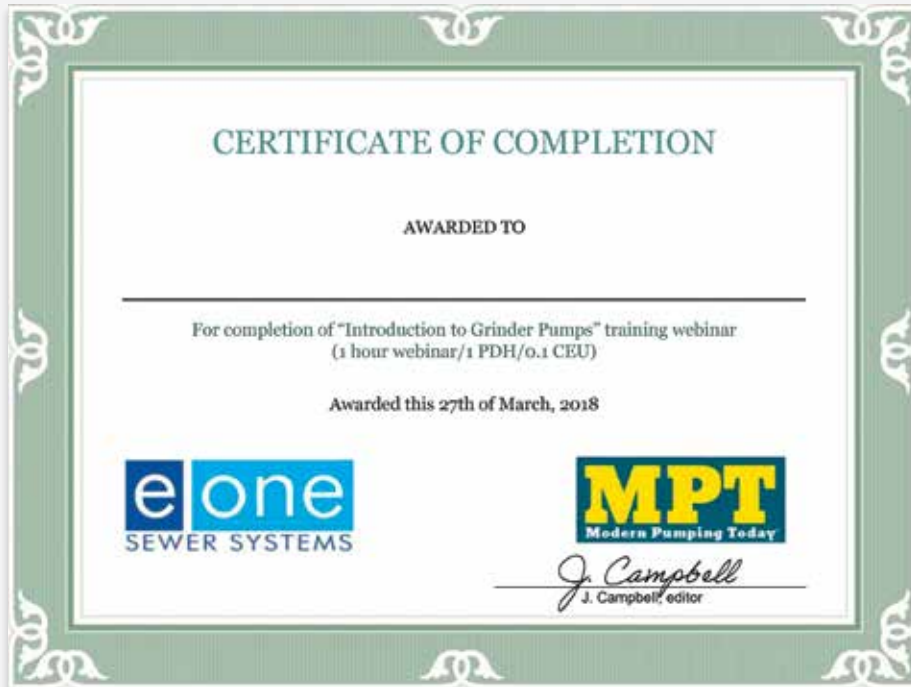 CERTIFICATE OF COMPLETION
AWARDED TO
For completion of “Introduction to Grinder Pumps” training webinar
(1 hour webinar/1 PDH/0.1 CEU)
Awarded this 27th of March, 2018
e one
SEWER SYSTEMS
MPT
Modern Pumping Today
J. Campbell
J. Campbell, editor